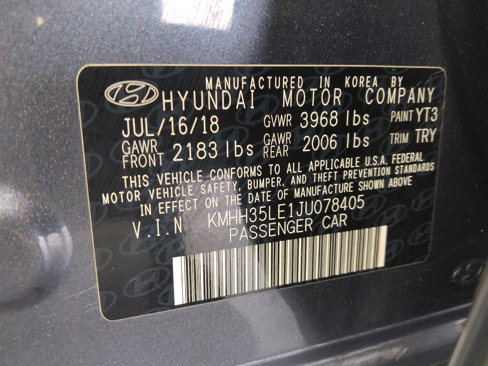 MANUFACTURED IN KOREA BY
HYUNDAI MOTOR COMPANY
JUL/16/18 GVWR 3968 lbs PAINT YT3
GAWR FRONT 2183 lbs GAWR REAR 2006 lbs TRIM TRY
THIS VEHICLE CONFORMS TO ALL APPLICABLE U.S.A. FEDERAL
MOTOR VEHICLE SAFETY, BUMPER, AND THEFT PREVENTION STANDARDS
IN EFFECT ON THE DATE OF MANUFACTURE SHOWN ABOVE
V.I.N KMHH35LE1JU078405
PASSENGER CAR